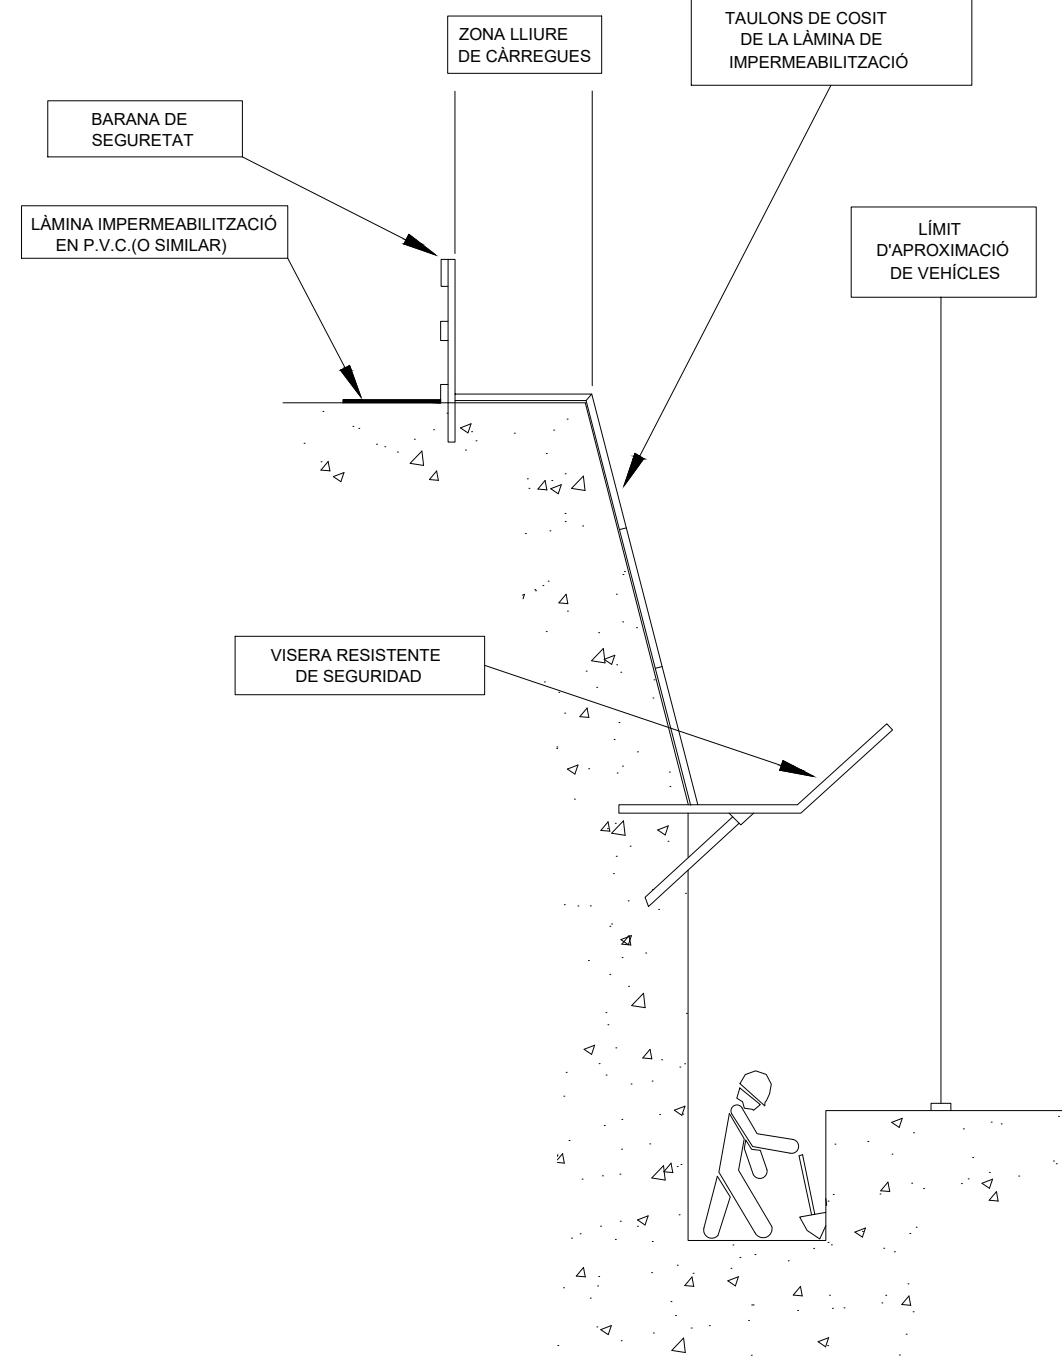 ZONA LLIURE
DE CÀRREGUES
TAULONS DE COSIT
DE LA LÀMINA DE
IMPERMEABILITZACIÓ
BARANA DE
SEGURETAT
LÀMINA IMPERMEABILITZACIÓ
EN P.V.C.(O SIMILAR)
LÍMIT
D'APROXIMACIÓ
DE VEHÍCLES
VISERA RESISTENTE
DE SEGURIDAD